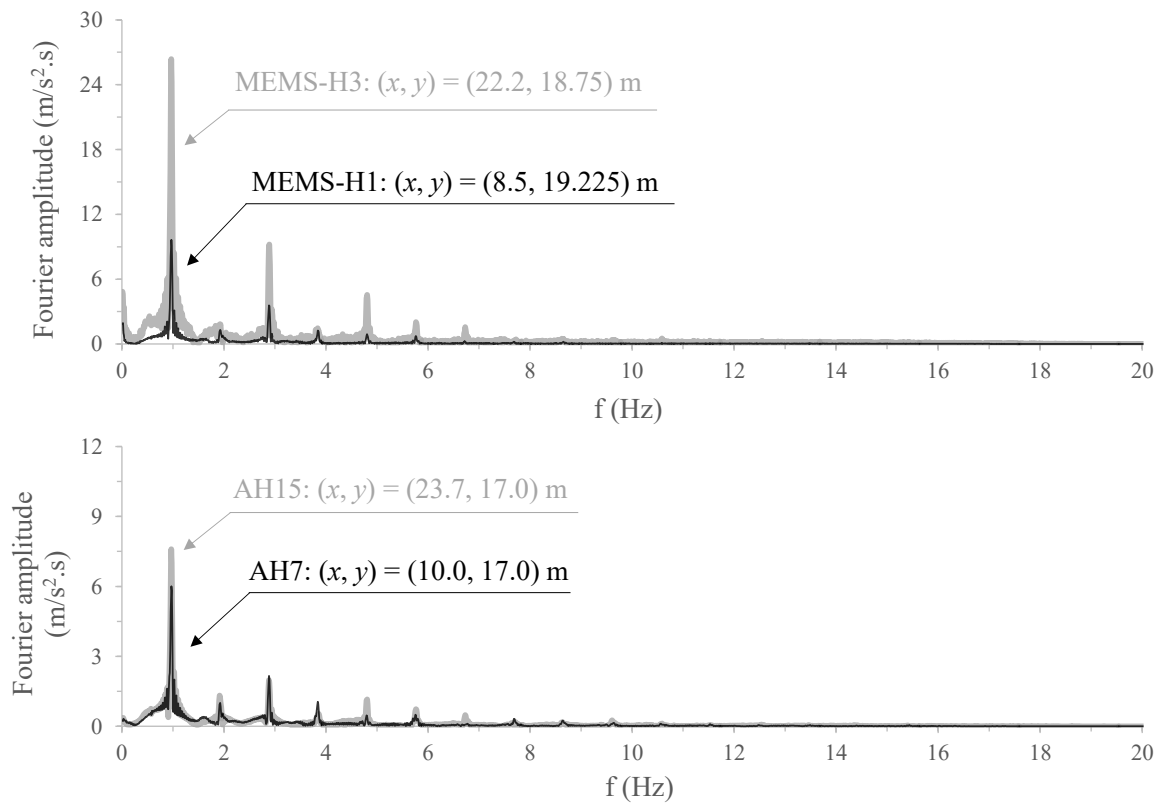 30
24
18
12
6
0
Fourier amplitude (m/s².s)
MEMS-H3: (x, y) = (22.2, 18.75) m
MEMS-H1: (x, y) = (8.5, 19.225) m
0 2 4 6 8 10 12 14 16 18 20
f (Hz)
12
9
6
3
0
Fourier amplitude
(m/s².s)
AH15: (x, y) = (23.7, 17.0) m
AH7: (x, y) = (10.0, 17.0) m
0 2 4 6 8 10 12 14 16 18 20
f (Hz)